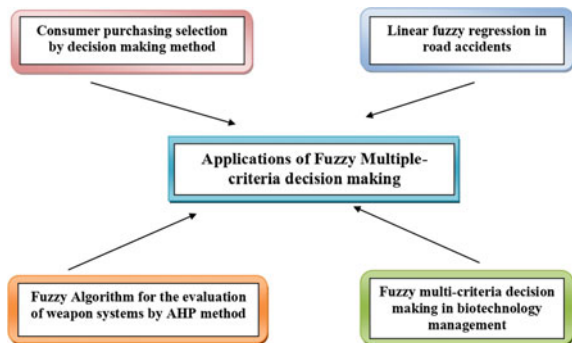 Consumer purchasing selection
by decision making method
Linear fuzzy regression in
road accidents
Applications of Fuzzy Multiple-
criteria decision making
Fuzzy Algorithm for the evaluation
of weapon systems by AHP method
Fuzzy multi-criteria decision
making in biotechnology
management